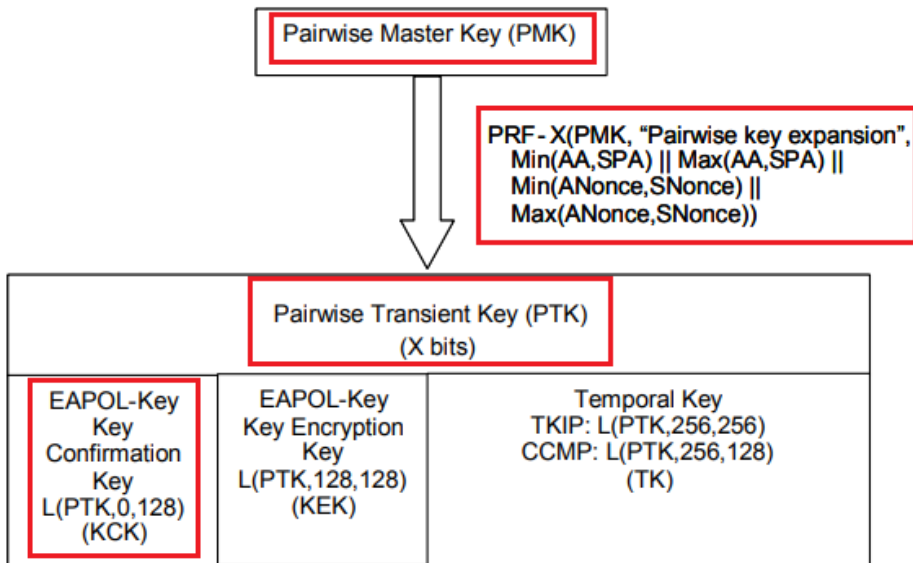 Pairwise Master Key (PMK)
PRF - X(PMK, “Pairwise key expansion”,
Min(AA,SPA) || Max(AA,SPA) ||
Min(ANonce,SNonce) ||
Max(ANonce,SNonce))
Pairwise Transient Key (PTK)
(X bits)
EAPOL-Key
Key
Confirmation
Key
L(PTK,0,128)
(KCK)
EAPOL-Key
Key Encryption
Key
L(PTK,128,128)
(KEK)
Temporal Key
TKIP: L(PTK,256,256)
CCMP: L(PTK,256,128)
(TK)